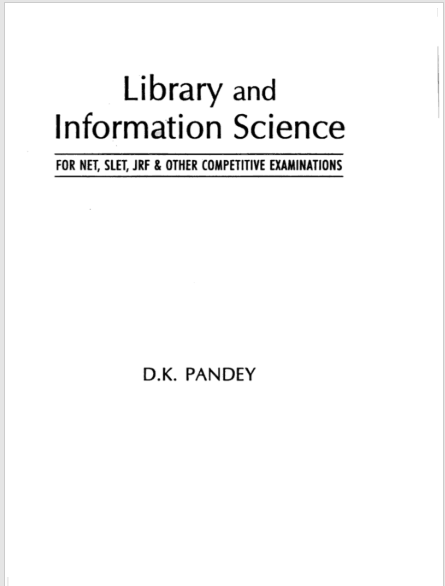 Library and
Information Science
FOR NET, SLET, JRF & OTHER COMPETITIVE EXAMINATIONS
D.K. PANDEY